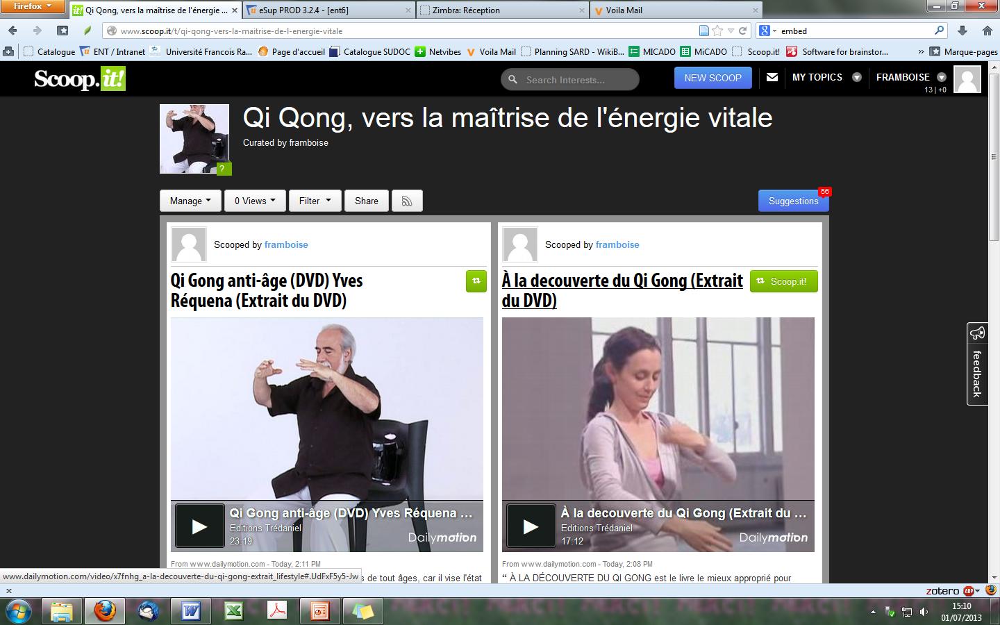 Firefox
Qi Qong, vers la maîtrise de l'énergie ...
eSup PROD 3.2.4 - [ent6]
Zimbra: Réception
Voila Mail
www.scoop.it/t/qi-qong-vers-la-maitrise-de-l-energie-vitale
embed
Catalogue
ENT / Intranet
Université Francois Ra...
Page d'accueil
Catalogue SUDOC
Netvibes
Voila Mail
Planning SARD - WikiB...
MICADO
MiCADO
Scoop.it!
Software for brainstor...
»
Marque-pages
Scoop.it!
Search Interests...
NEW SCOOP
MY TOPICS
FRAMBOISE
13 | +0
Qi Qong, vers la maîtrise de l'énergie vitale
Curated by framboise
?
Manage
0 Views
Filter
Share
Suggestions
56
Scooped by framboise
Qi Gong anti-âge (DVD) Yves
Réquena (Extrait du DVD)
Qi Gong anti-âge (DVD) Yves Réquena ...
Editions Trédaniel
23:19
Dailymotion
From www.dailymotion.com - Today, 2:11 PM
s de tout âges, car il vise l'état
Scooped by framboise
À la decouverte du Qi Gong (Extrait
du DVD)
Scoop.it!
À la decouverte du Qi Gong (Extrait du ...
Editions Trédaniel
17:12
Dailymotion
From www.dailymotion.com - Today, 2:08 PM
“ À LA DÉCOUVERTE DU QI GONG est le livre le mieux approprié pour
feedback
www.dailymotion.com/video/x7fnhg_a-la-decouverte-du-qi-gong-extrait_lifestyle#.UdFxF5y5-Jw
zotero
ABP
15:10
01/07/2013